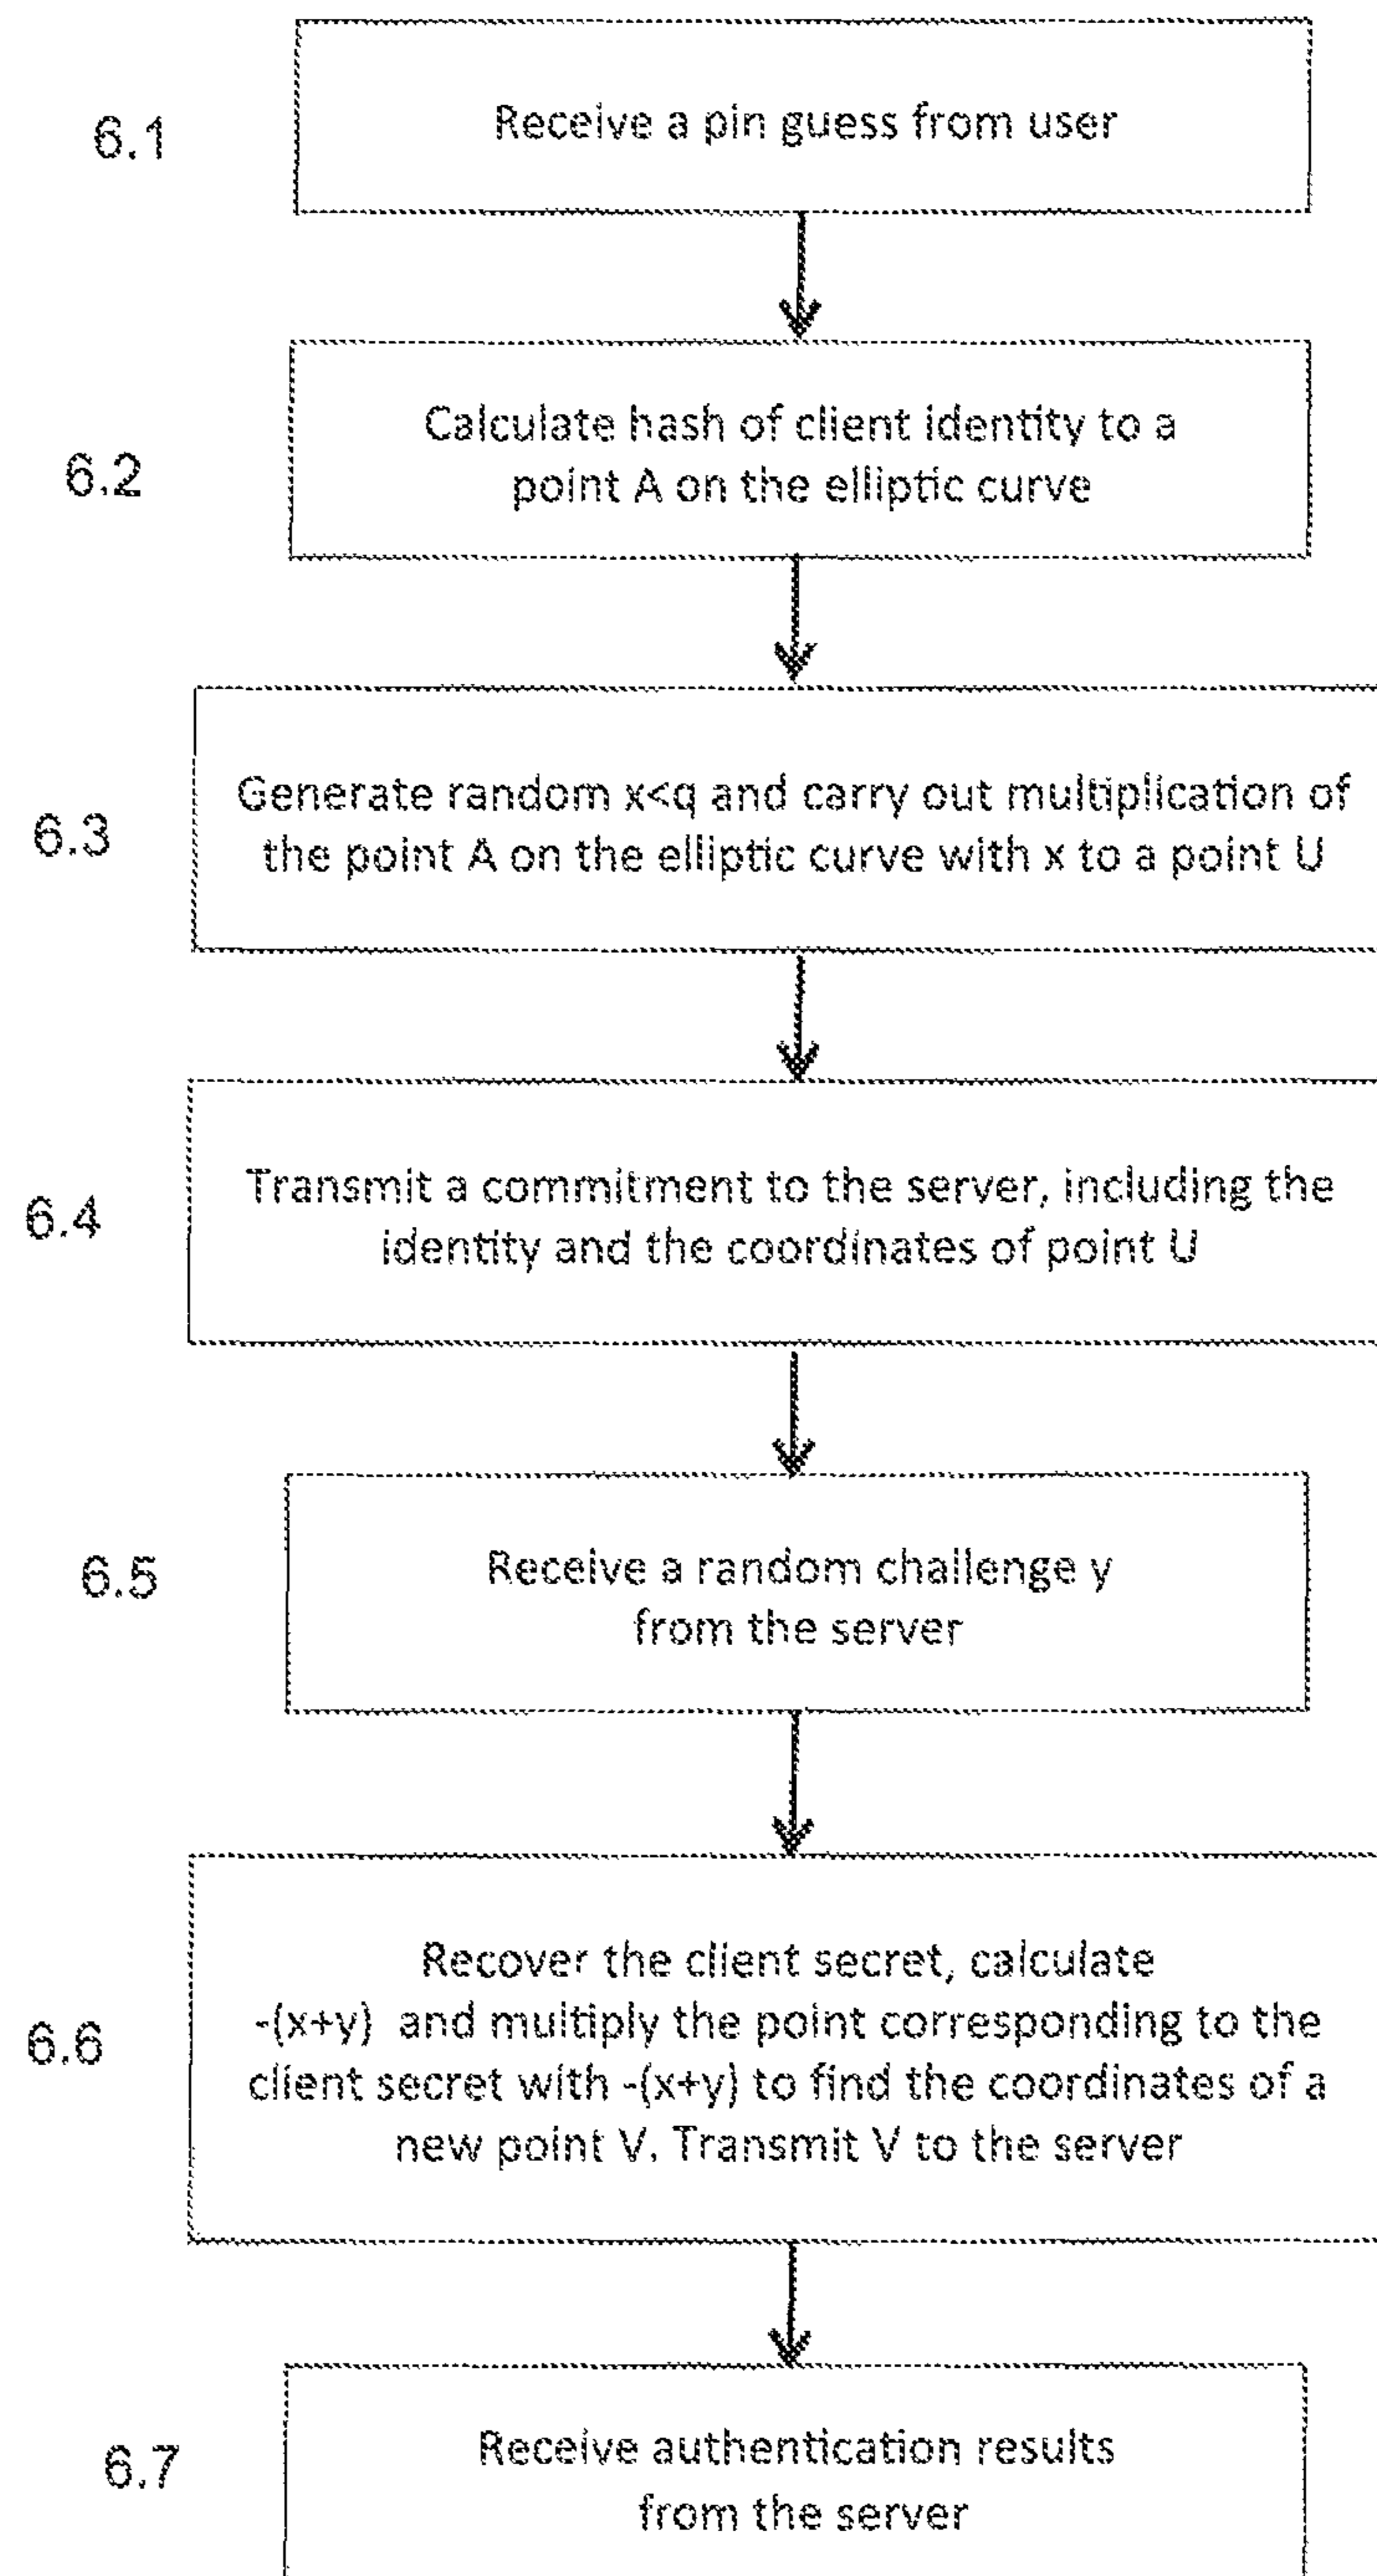 6.1
Receive a pin guess from user
6.2
Calculate hash of client identity to a
point A on the elliptic curve
6.3
Generate random x<q and carry out multiplication of
the point A on the elliptic curve with x to a point U
6.4
Transmit a commitment to the server, including the
identity and the coordinates of point U
6.5
Receive a random challenge y
from the server
6.6
Recover the client secret, calculate
-(x+y) and multiply the point corresponding to the
client secret with -(x+y) to find the coordinates of a
new point V. Transmit V to the server
6.7
Receive authentication results
from the server